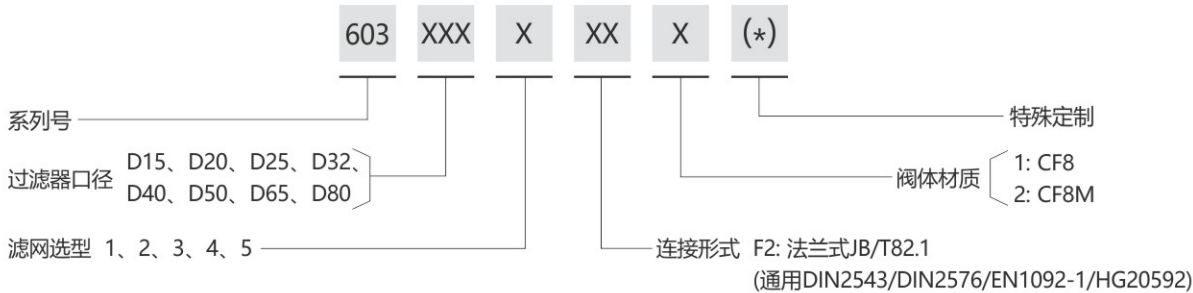 603 XXX X XX X (*)
系列号
特殊定制
过滤器口径 D15、D20、D25、D32、
D40、D50、D65、D80
阀体材质 1: CF8
2: CF8M
滤网选型 1、2、3、4、5
连接形式 F2: 法兰式JB/T82.1
(通用DIN2543/DIN2576/EN1092-1/HG20592)